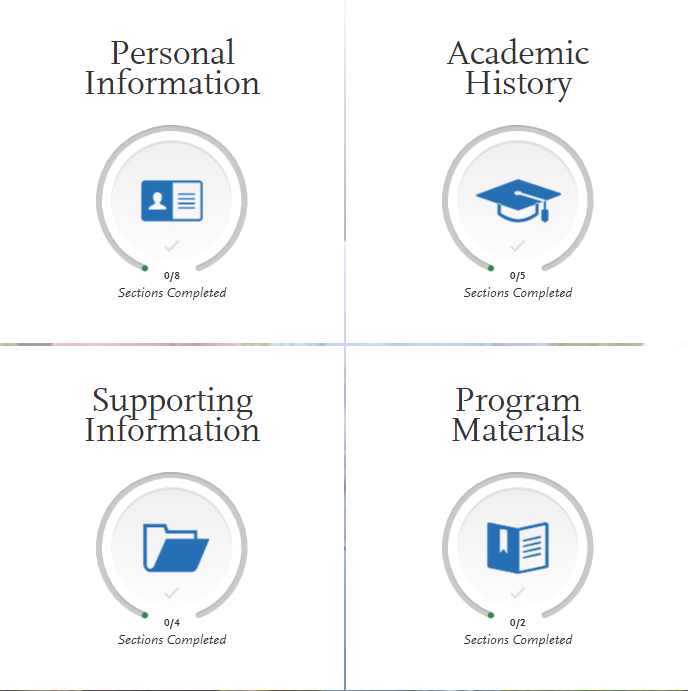 Personal
Information
0/8
Sections Completed
Academic
History
0/5
Sections Completed
Supporting
Information
0/4
Sections Completed
Program
Materials
0/2
Sections Completed